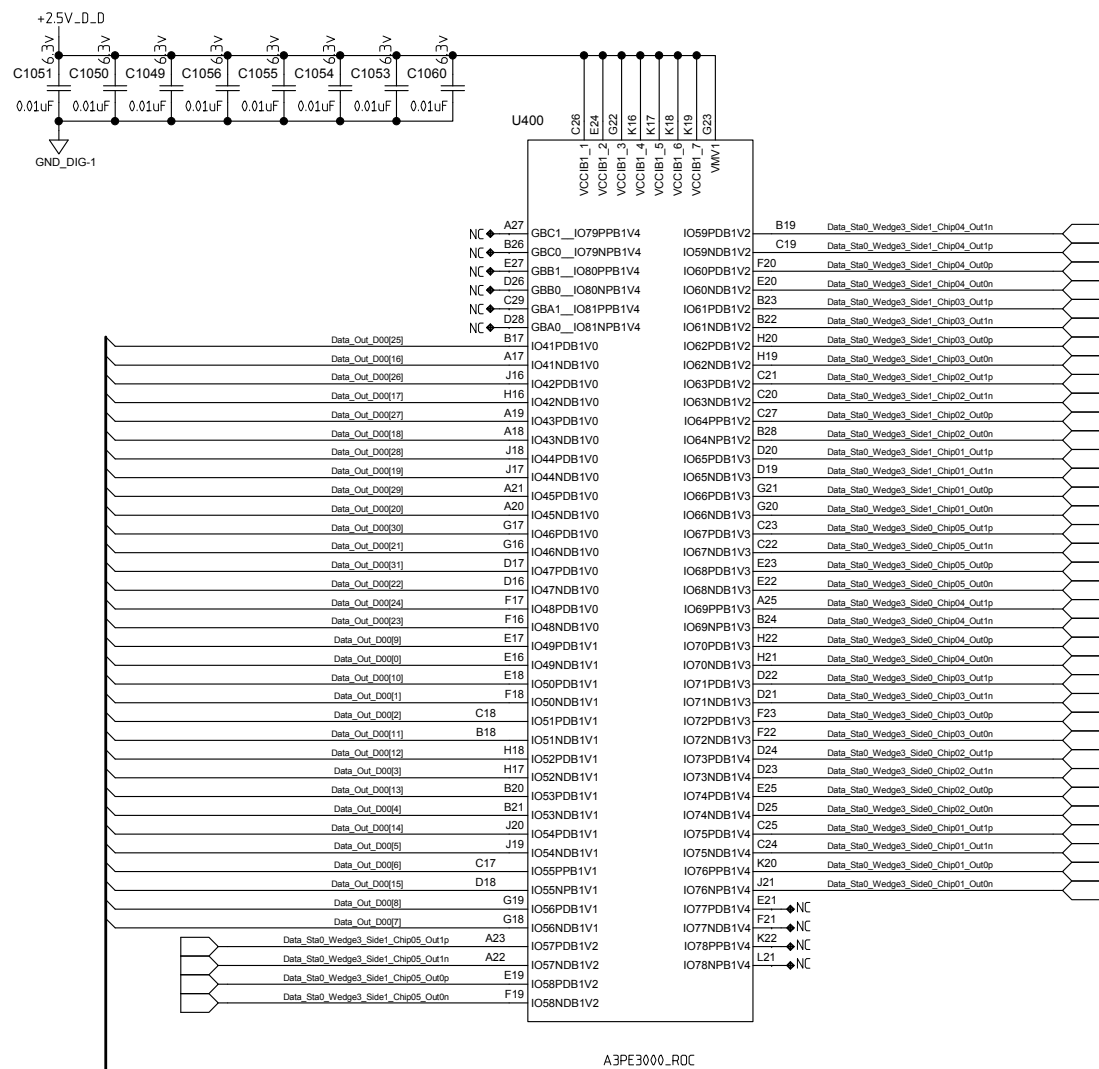 +2.5V_D_D
6.3v 6.3v 6.3v 6.3v 6.3v 6.3v 6.3v 6.3v
C1051 C1050 C1049 C1056 C1055 C1054 C1053 C1060
0.01uF 0.01uF 0.01uF 0.01uF 0.01uF 0.01uF 0.01uF 0.01uF
GND_DIG-1
U400
C26 E24 G22 K16 K17 K18 K19 G23
VCCIB1_1 VCCIB1_2 VCCIB1_3 VCCIB1_4 VCCIB1_5 VCCIB1_6 VCCIB1_7 VMV1
NC A27 GBC1__IO79PPB1V4 IO59PDB1V2 B19 Data_Sta0_Wedge3_Side1_Chip04_Out1n
NC B26 GBC0__IO79NPB1V4 IO59NDB1V2 C19 Data_Sta0_Wedge3_Side1_Chip04_Out1p
NC E27 GBB1__IO80PPB1V4 IO60PDB1V2 F20 Data_Sta0_Wedge3_Side1_Chip04_Out0p
NC D26 GBB0__IO80NPB1V4 IO60NDB1V2 E20 Data_Sta0_Wedge3_Side1_Chip04_Out0n
NC C29 GBA1__IO81PPB1V4 IO61PDB1V2 B23 Data_Sta0_Wedge3_Side1_Chip03_Out1p
NC D28 GBA0__IO81NPB1V4 IO61NDB1V2 B22 Data_Sta0_Wedge3_Side1_Chip03_Out1n
Data_Out_D00[25] B17 IO41PDB1V0 IO62PDB1V2 H20 Data_Sta0_Wedge3_Side1_Chip03_Out0p
Data_Out_D00[16] A17 IO41NDB1V0 IO62NDB1V2 H19 Data_Sta0_Wedge3_Side1_Chip03_Out0n
Data_Out_D00[26] J16 IO42PDB1V0 IO63PDB1V2 C21 Data_Sta0_Wedge3_Side1_Chip02_Out1p
Data_Out_D00[17] H16 IO42NDB1V0 IO63NDB1V2 C20 Data_Sta0_Wedge3_Side1_Chip02_Out1n
Data_Out_D00[27] A19 IO43PDB1V0 IO64PPB1V2 C27 Data_Sta0_Wedge3_Side1_Chip02_Out0p
Data_Out_D00[18] A18 IO43NDB1V0 IO64NPB1V2 B28 Data_Sta0_Wedge3_Side1_Chip02_Out0n
Data_Out_D00[28] J18 IO44PDB1V0 IO65PDB1V3 D20 Data_Sta0_Wedge3_Side1_Chip01_Out1p
Data_Out_D00[19] J17 IO44NDB1V0 IO65NDB1V3 D19 Data_Sta0_Wedge3_Side1_Chip01_Out1n
Data_Out_D00[29] A21 IO45PDB1V0 IO66PDB1V3 G21 Data_Sta0_Wedge3_Side1_Chip01_Out0p
Data_Out_D00[20] A20 IO45NDB1V0 IO66NDB1V3 G20 Data_Sta0_Wedge3_Side1_Chip01_Out0n
Data_Out_D00[30] G17 IO46PDB1V0 IO67PDB1V3 C23 Data_Sta0_Wedge3_Side0_Chip05_Out1p
Data_Out_D00[21] G16 IO46NDB1V0 IO67NDB1V3 C22 Data_Sta0_Wedge3_Side0_Chip05_Out1n
Data_Out_D00[31] D17 IO47PDB1V0 IO68PDB1V3 E23 Data_Sta0_Wedge3_Side0_Chip05_Out0p
Data_Out_D00[22] D16 IO47NDB1V0 IO68NDB1V3 E22 Data_Sta0_Wedge3_Side0_Chip05_Out0n
Data_Out_D00[24] F17 IO48PDB1V0 IO69PPB1V3 A25 Data_Sta0_Wedge3_Side0_Chip04_Out1p
Data_Out_D00[23] F16 IO48NDB1V0 IO69NPB1V3 B24 Data_Sta0_Wedge3_Side0_Chip04_Out1n
Data_Out_D00[9] E17 IO49PDB1V1 IO70PDB1V3 H22 Data_Sta0_Wedge3_Side0_Chip04_Out0p
Data_Out_D00[0] E16 IO49NDB1V1 IO70NDB1V3 H21 Data_Sta0_Wedge3_Side0_Chip04_Out0n
Data_Out_D00[10] E18 IO50PDB1V1 IO71PDB1V3 D22 Data_Sta0_Wedge3_Side0_Chip03_Out1p
Data_Out_D00[1] F18 IO50NDB1V1 IO71NDB1V3 D21 Data_Sta0_Wedge3_Side0_Chip03_Out1n
Data_Out_D00[2] C18 IO51PDB1V1 IO72PDB1V3 F23 Data_Sta0_Wedge3_Side0_Chip03_Out0p
Data_Out_D00[11] B18 IO51NDB1V1 IO72NDB1V3 F22 Data_Sta0_Wedge3_Side0_Chip03_Out0n
Data_Out_D00[12] H18 IO52PDB1V1 IO73PDB1V4 D24 Data_Sta0_Wedge3_Side0_Chip02_Out1p
Data_Out_D00[3] H17 IO52NDB1V1 IO73NDB1V4 D23 Data_Sta0_Wedge3_Side0_Chip02_Out1n
Data_Out_D00[13] B20 IO53PDB1V1 IO74PDB1V4 E25 Data_Sta0_Wedge3_Side0_Chip02_Out0p
Data_Out_D00[4] B21 IO53NDB1V1 IO74NDB1V4 D25 Data_Sta0_Wedge3_Side0_Chip02_Out0n
Data_Out_D00[14] J20 IO54PDB1V1 IO75PDB1V4 C25 Data_Sta0_Wedge3_Side0_Chip01_Out1p
Data_Out_D00[5] J19 IO54NDB1V1 IO75NDB1V4 C24 Data_Sta0_Wedge3_Side0_Chip01_Out1n
Data_Out_D00[6] C17 IO55PPB1V1 IO76PPB1V4 K20 Data_Sta0_Wedge3_Side0_Chip01_Out0p
Data_Out_D00[15] D18 IO55NPB1V1 IO76NPB1V4 J21 Data_Sta0_Wedge3_Side0_Chip01_Out0n
Data_Out_D00[8] G19 IO56PDB1V1 IO77PDB1V4 E21 NC
Data_Out_D00[7] G18 IO56NDB1V1 IO77NDB1V4 F21 NC
Data_Sta0_Wedge3_Side1_Chip05_Out1p A23 IO57PDB1V2 IO78PPB1V4 K22 NC
Data_Sta0_Wedge3_Side1_Chip05_Out1n A22 IO57NDB1V2 IO78NPB1V4 L21 NC
Data_Sta0_Wedge3_Side1_Chip05_Out0p E19 IO58PDB1V2
Data_Sta0_Wedge3_Side1_Chip05_Out0n F19 IO58NDB1V2
A3PE3000_ROC